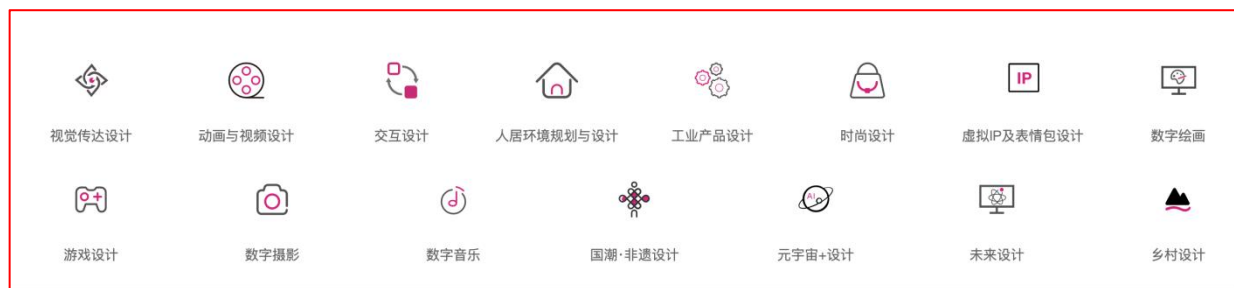 IP
视觉传达设计 动画与视频设计 交互设计 人居环境规划与设计 工业产品设计 时尚设计 虚拟IP及表情包设计 数字绘画
AI
游戏设计 数字摄影 数字音乐 国潮·非遗设计 元宇宙+设计 未来设计 乡村设计